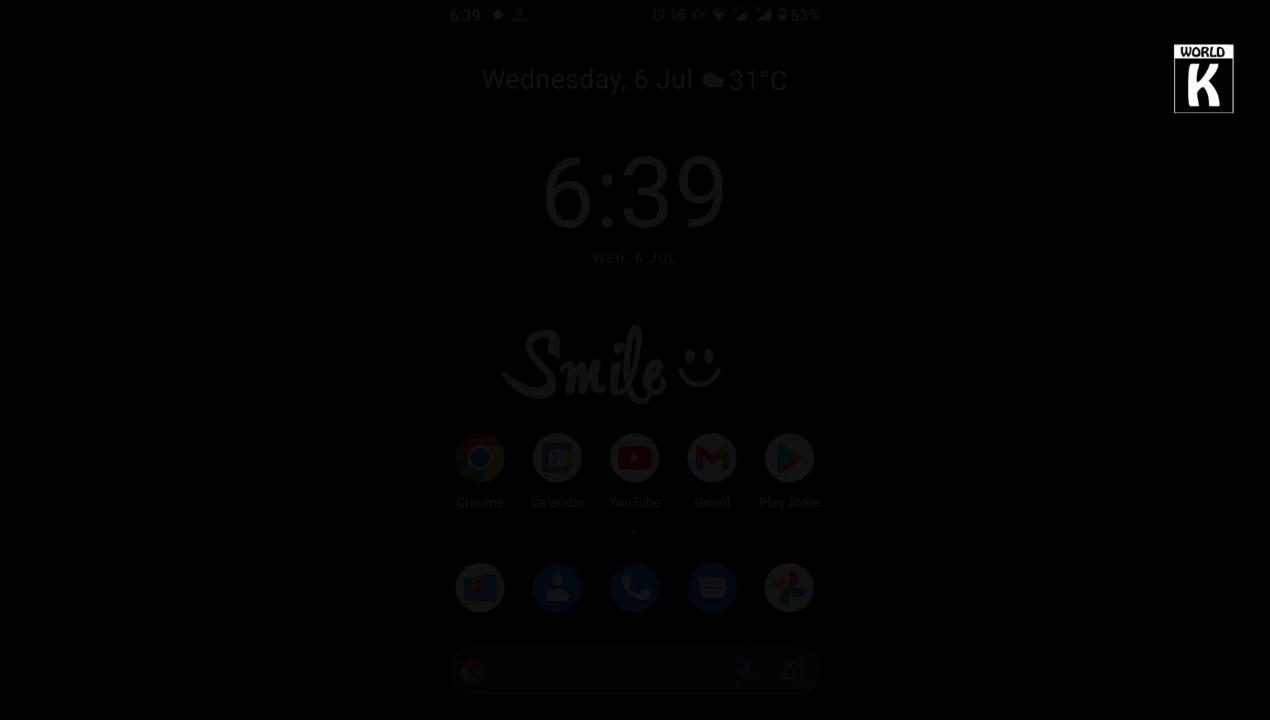 6:39
53%
WORLD
K
Wednesday, 6 Jul 31°C
6:39
WED, 6 JUL
Smile
31
Chrome Calendar YouTube Gmail Play Store